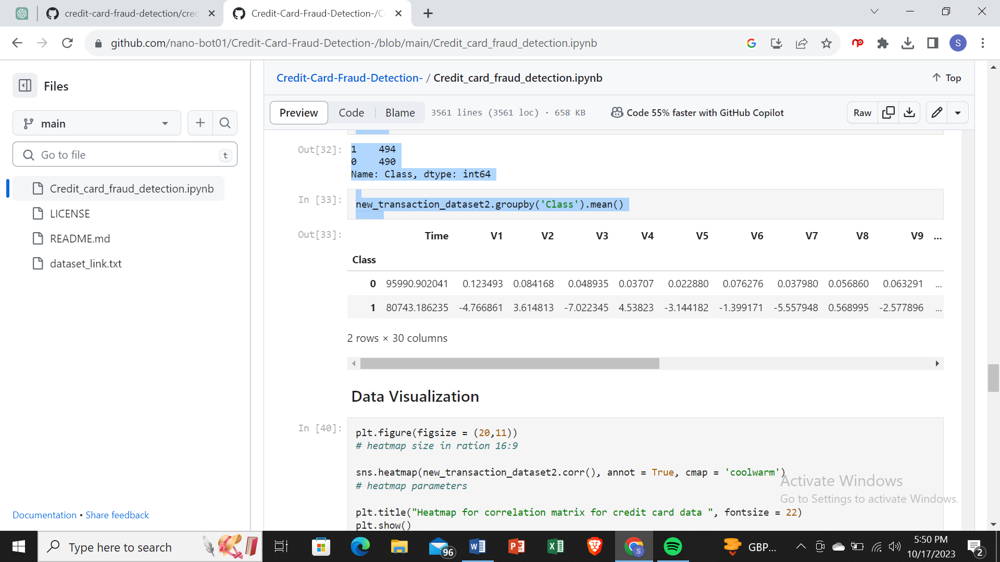 credit-card-fraud-detection/crec
Credit-Card-Fraud-Detection-/C
github.com/nano-bot01/Credit-Card-Fraud-Detection-/blob/main/Credit_card_fraud_detection.ipynb
S
Files
main
Go to file
t
Credit_card_fraud_detection.ipynb
LICENSE
README.md
dataset_link.txt
Documentation • Share feedback
Credit-Card-Fraud-Detection- / Credit_card_fraud_detection.ipynb
Top
Preview Code Blame 3561 lines (3561 loc) · 658 KB Code 55% faster with GitHub Copilot Raw
Out[32]: 1 494
0 490
Name: Class, dtype: int64
In [33]: new_transaction_dataset2.groupby('Class').mean()
Out[33]: Time V1 V2 V3 V4 V5 V6 V7 V8 V9 ...
Class
0 95990.902041 0.123493 0.084168 0.048935 0.03707 0.022880 0.076276 0.037980 0.056860 0.063291 ...
1 80743.186235 -4.766861 3.614813 -7.022345 4.53823 -3.144182 -1.399171 -5.557948 0.568995 -2.577896 ...
2 rows × 30 columns
Data Visualization
In [40]: plt.figure(figsize = (20,11))
# heatmap size in ration 16:9
sns.heatmap(new_transaction_dataset2.corr(), annot = True, cmap = 'coolwarm')
# heatmap parameters
plt.title("Heatmap for correlation matrix for credit card data ", fontsize = 22)
plt.show()
Activate Windows
Go to Settings to activate Windows.
Type here to search
96
GBP...
5:50 PM
10/17/2023
2